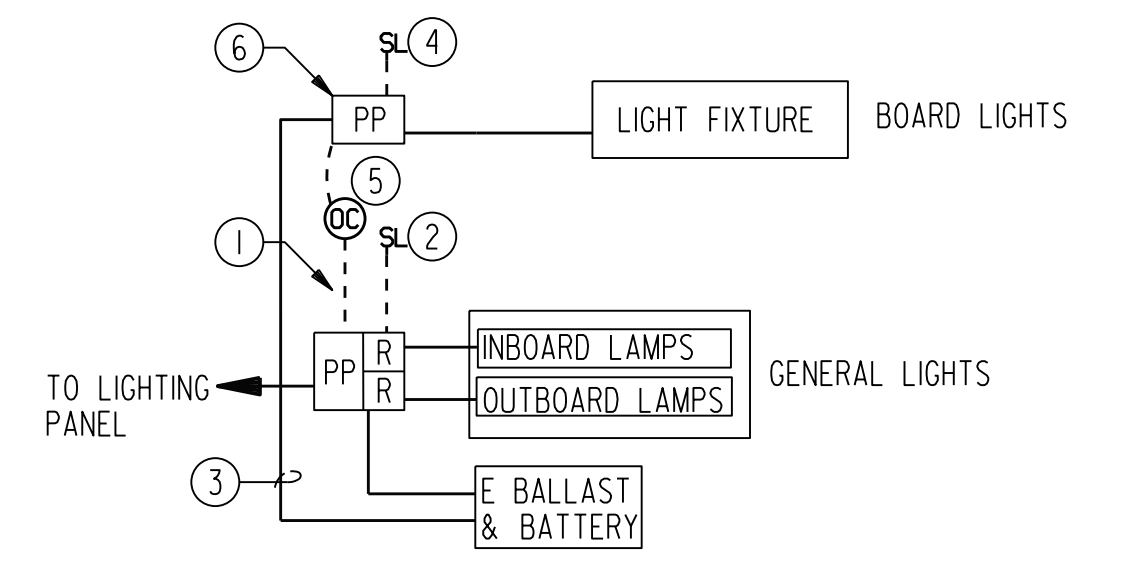 6
SL 4
PP
LIGHT FIXTURE
BOARD LIGHTS
5
OC
1
SL 2
PP
R
R
INBOARD LAMPS
OUTBOARD LAMPS
GENERAL LIGHTS
TO LIGHTING
PANEL
3
E BALLAST
& BATTERY